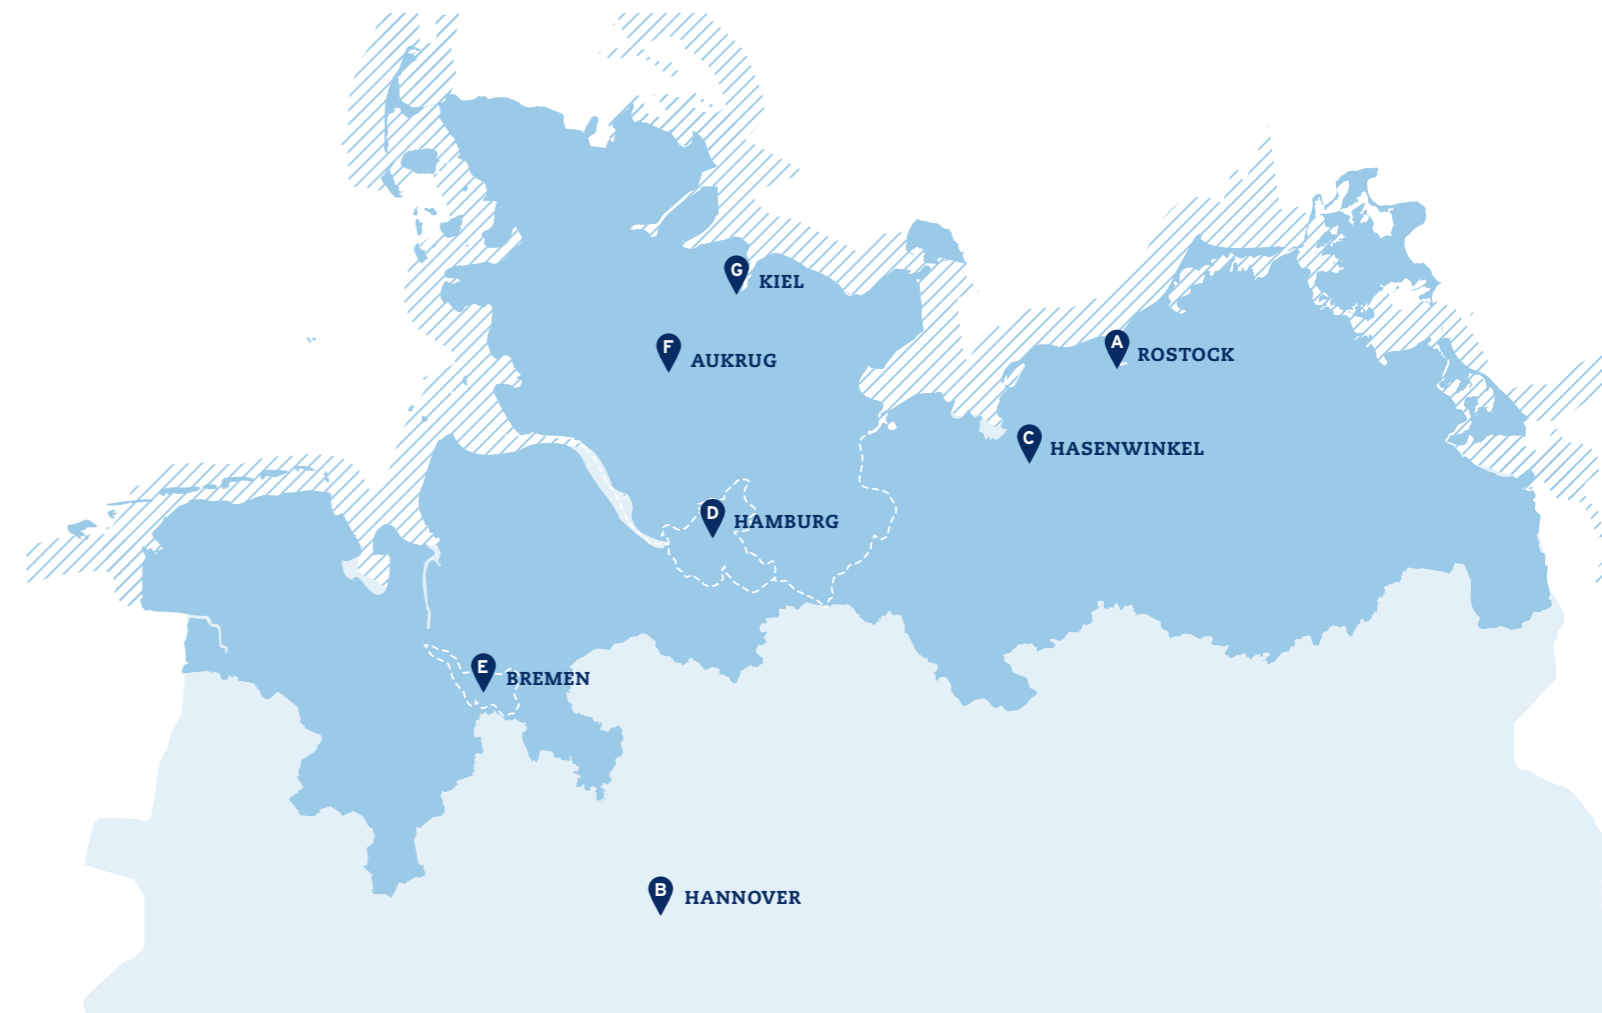 G KIEL
F AUKRUG
A ROSTOCK
C HASENWINKEL
D HAMBURG
E BREMEN
B HANNOVER